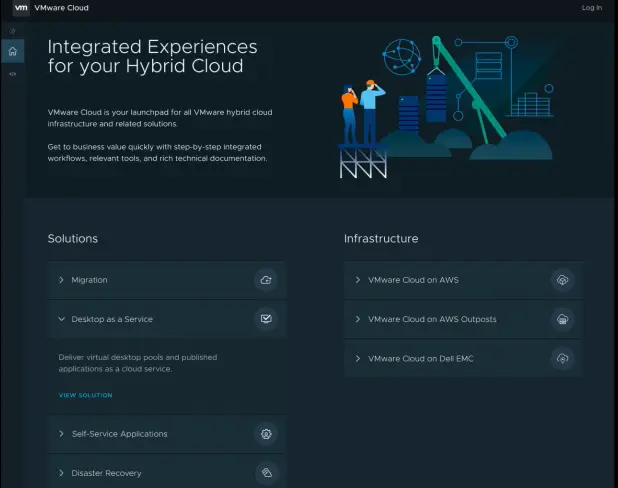 vm VMware Cloud
Log In
Integrated Experiences
for your Hybrid Cloud
VMware Cloud is your launchpad for all VMware hybrid cloud
infrastructure and related solutions.
Get to business value quickly with step-by-step integrated
workflows, relevant tools, and rich technical documentation.
Solutions
Migration
Desktop as a Service
Deliver virtual desktop pools and published
applications as a cloud service.
VIEW SOLUTION
Self-Service Applications
Disaster Recovery
Infrastructure
VMware Cloud on AWS
VMware Cloud on AWS Outposts
VMware Cloud on Dell EMC